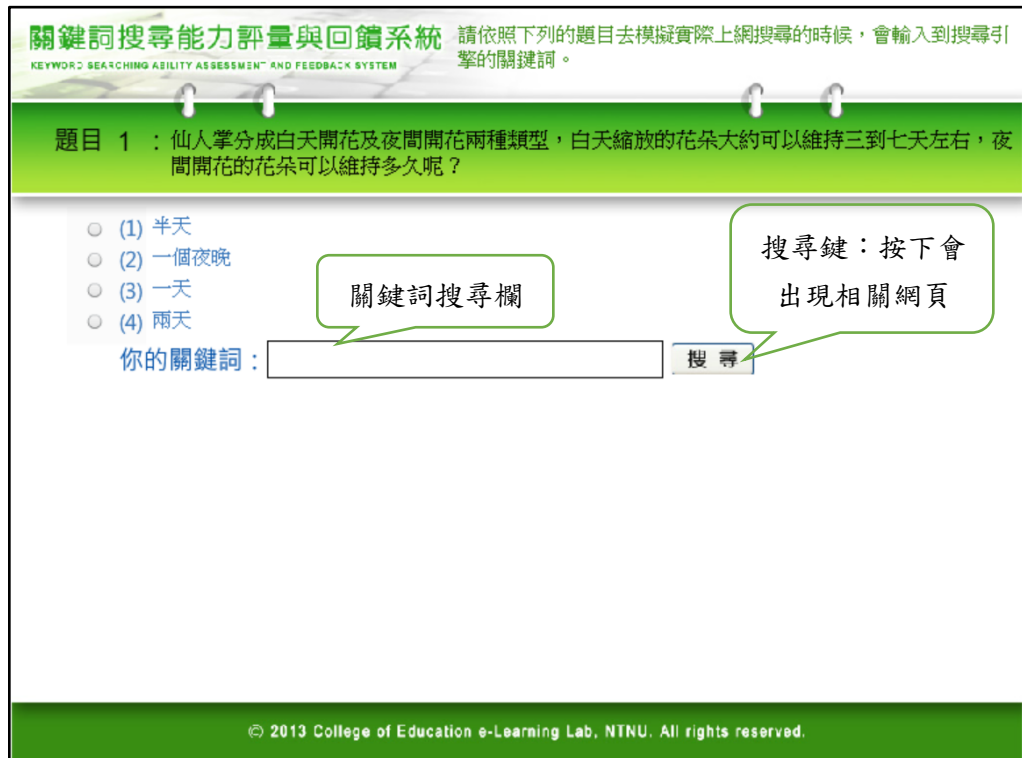 關鍵詞搜尋能力評量與回饋系統
KEYWORD SEARCHING ABILITY ASSESSMENT AND FEEDBACK SYSTEM
請依照下列的題目去模擬實際上網搜尋的時候,會輸入到搜尋引
擎的關鍵詞。
題目 1 :仙人掌分成白天開花及夜間開花兩種類型,白天縮放的花朵大約可以維持三到七天左右,夜
間開花的花朵可以維持多久呢?
(1) 半天
(2) 一個夜晚
(3) 一天
(4) 兩天
關鍵詞搜尋欄
搜尋鍵:按下會
出現相關網頁
你的關鍵詞:
搜 尋
© 2013 College of Education e-Learning Lab, NTNU. All rights reserved.